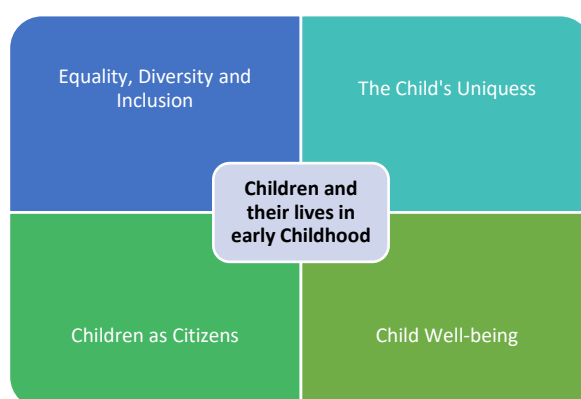 Equality, Diversity and
Inclusion
The Child's Uniquess
Children and
their lives in
early Childhood
Children as Citizens
Child Well-being